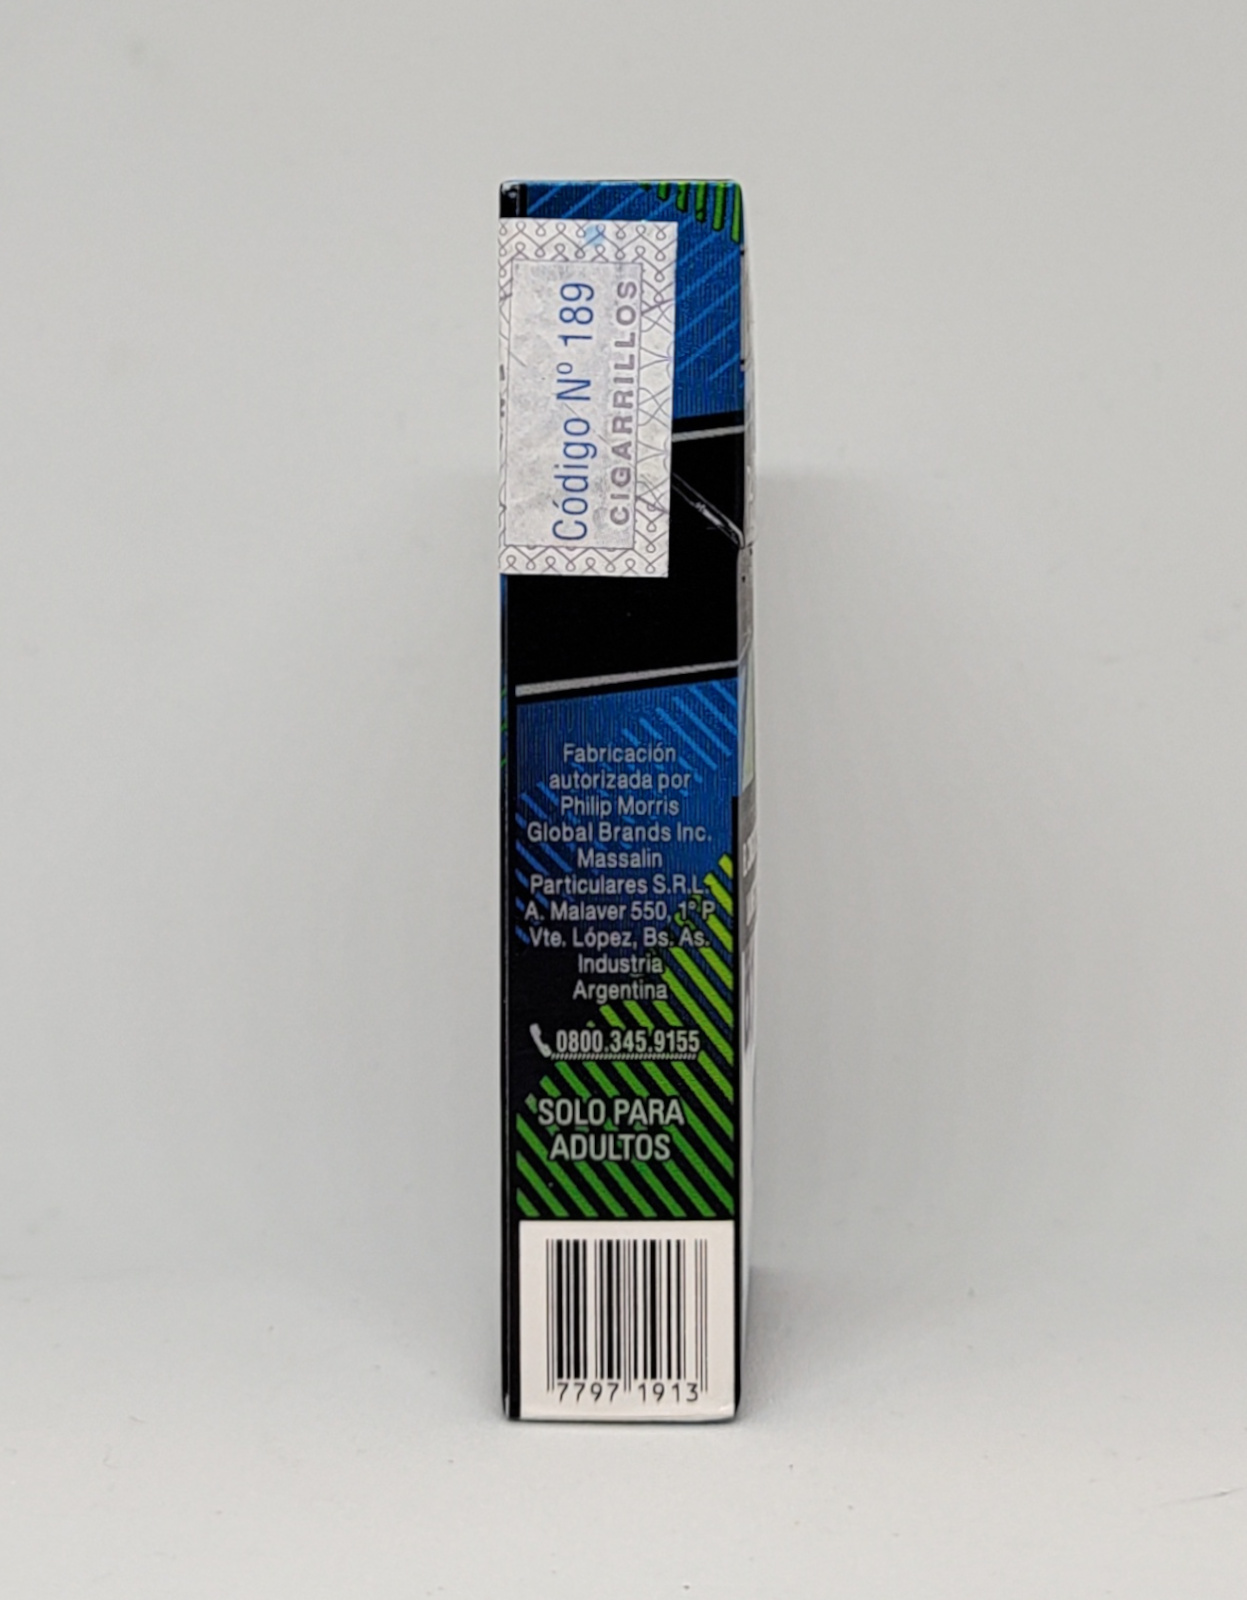 Código Nº 189
CIGARRILLOS
Fabricación
autorizada por
Philip Morris
Global Brands Inc.
Massalin
Particulares S.R.L.
A. Malaver 550, 1º P
Vte. López, Bs. As.
Industria
Argentina
0800.345.9155
SOLO PARA
ADULTOS
7797 1913